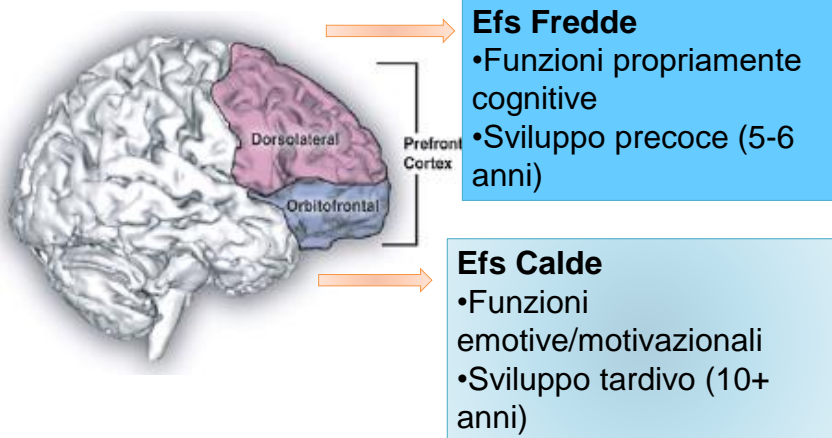 Efs Fredde
•Funzioni propriamente
cognitive
•Sviluppo precoce (5-6
anni)
Dorsolateral
Prefront
Cortex
Orbitofrontal
Efs Calde
•Funzioni
emotive/motivazionali
•Sviluppo tardivo (10+
anni)